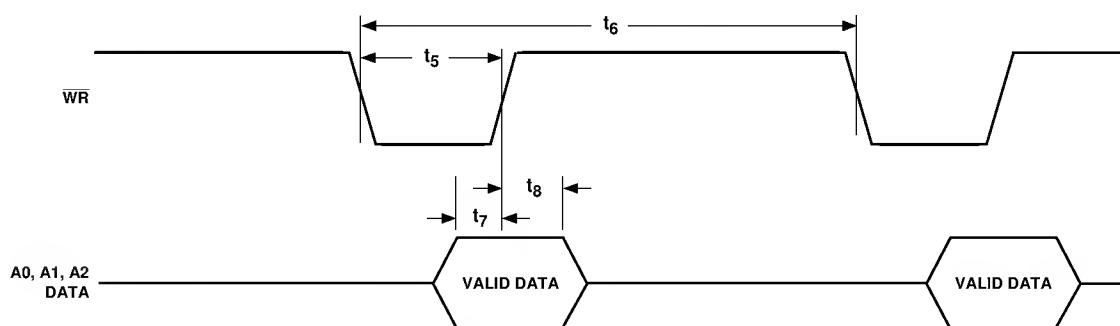 t6
t5
WR
t8
t7
A0, A1, A2
DATA
VALID DATA
VALID DATA